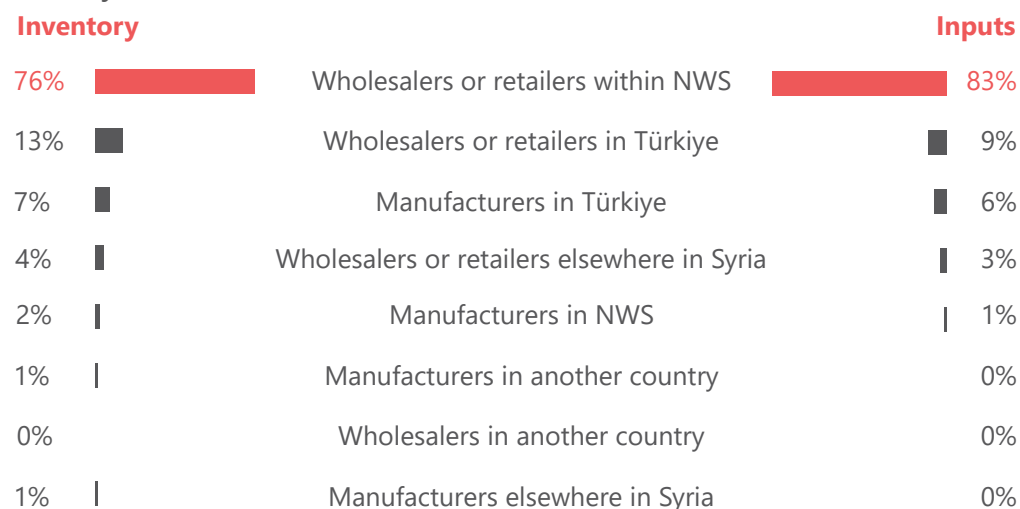 Inventory Inputs
76% Wholesalers or retailers within NWS 83%
13% Wholesalers or retailers in Türkiye 9%
7% Manufacturers in Türkiye 6%
4% Wholesalers or retailers elsewhere in Syria 3%
2% Manufacturers in NWS 1%
1% Manufacturers in another country 0%
0% Wholesalers in another country 0%
1% Manufacturers elsewhere in Syria 0%